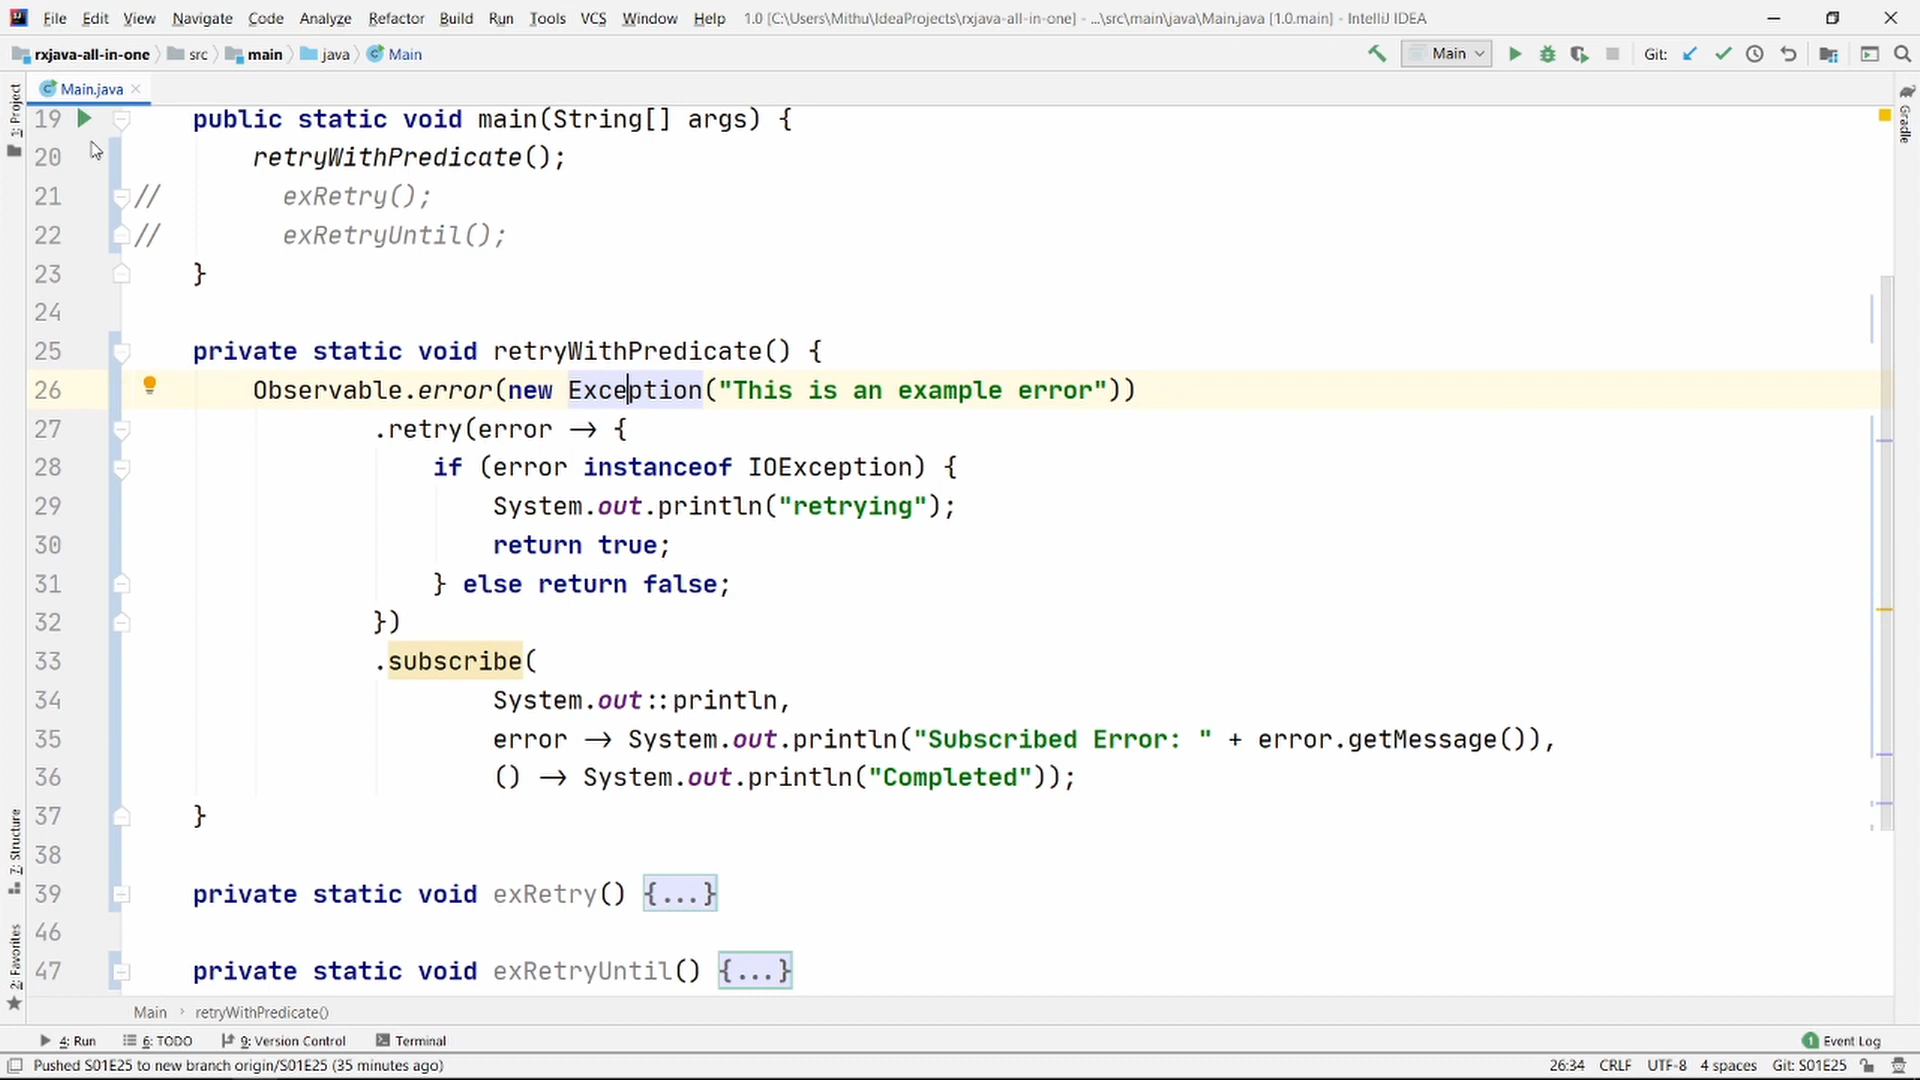 File Edit View Navigate Code Analyze Refactor Build Run Tools VCS Window Help 1.0 [C:\Users\Mithu\IdeaProjects\rxjava-all-in-one] - ...\src\main\java\Main.java [1.0.main] - IntelliJ IDEA
rxjava-all-in-one src main java Main Main Git:
Main.java
1: Project
Gradle
19 public static void main(String[] args) {
20 retryWithPredicate();
21 // exRetry();
22 // exRetryUntil();
23 }
24
25 private static void retryWithPredicate() {
26 Observable.error(new Exception("This is an example error"))
27 .retry(error → {
28 if (error instanceof IOException) {
29 System.out.println("retrying");
30 return true;
31 } else return false;
32 })
33 .subscribe(
34 System.out::println,
35 error → System.out.println("Subscribed Error: " + error.getMessage()),
36 () → System.out.println("Completed"));
37 }
38
39 private static void exRetry() {...}
46
47 private static void exRetryUntil() {...}
7: Structure
2: Favorites
Main › retryWithPredicate()
4: Run 6: TODO 9: Version Control Terminal 1 Event Log
Pushed S01E25 to new branch origin/S01E25 (35 minutes ago) 26:34 CRLF UTF-8 4 spaces Git: S01E25